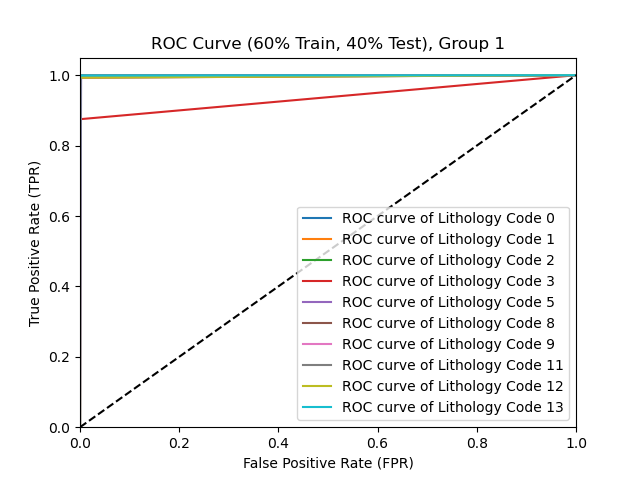 ROC Curve (60% Train, 40% Test), Group 1
True Positive Rate (TPR)
1.0
0.8
0.6
0.4
0.2
0.0
ROC curve of Lithology Code 0
ROC curve of Lithology Code 1
ROC curve of Lithology Code 2
ROC curve of Lithology Code 3
ROC curve of Lithology Code 5
ROC curve of Lithology Code 8
ROC curve of Lithology Code 9
ROC curve of Lithology Code 11
ROC curve of Lithology Code 12
ROC curve of Lithology Code 13
0.0 0.2 0.4 0.6 0.8 1.0
False Positive Rate (FPR)